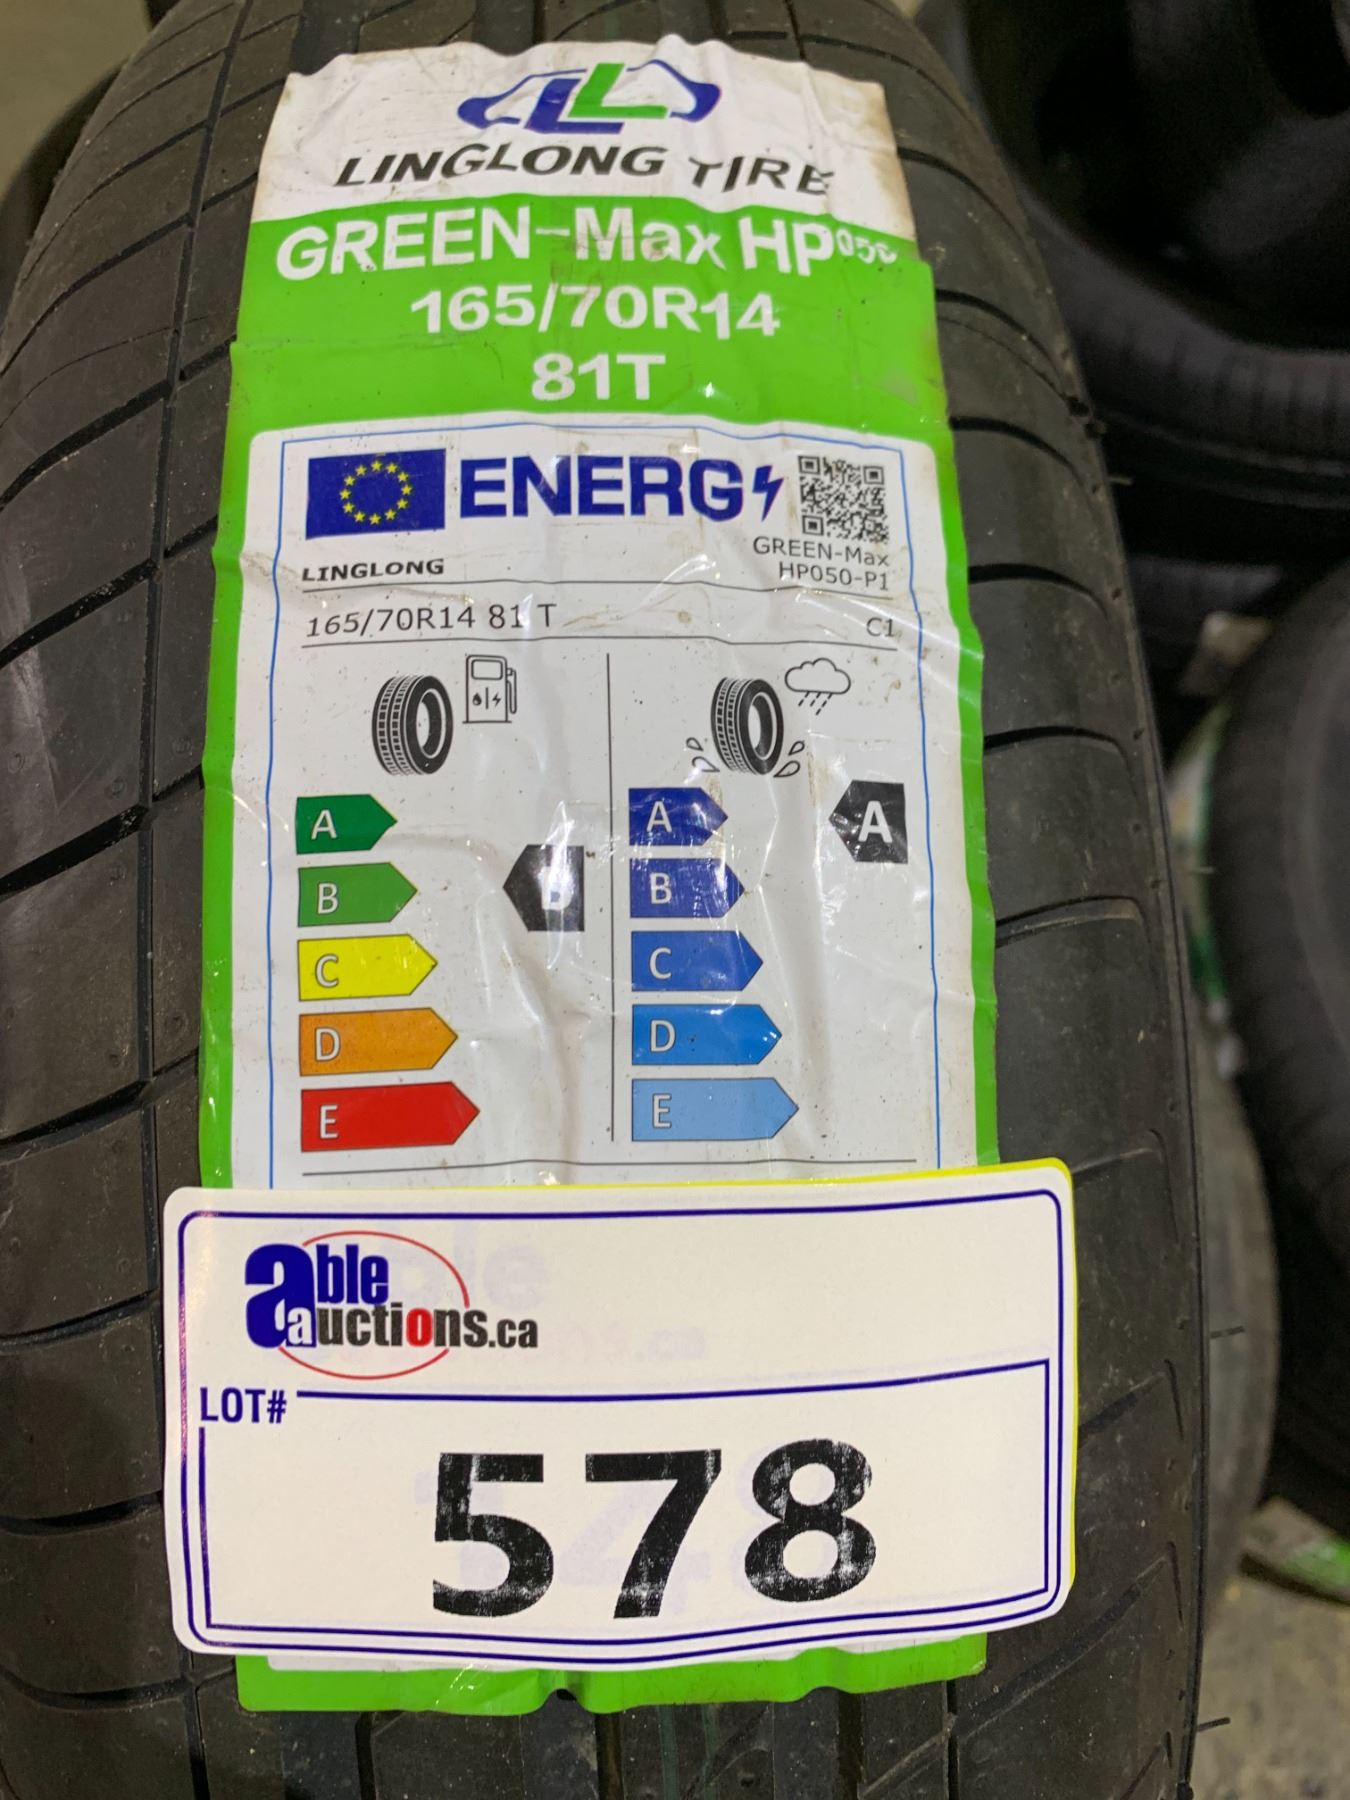 LINGLONG TIRE
GREEN-Max HP050
165/70R14
81T
ENERG
GREEN-Max
HP050-P1
LINGLONG
165/70R14 81 T C1
A A A
B B
C C
D D
E E
able
auctions.ca
LOT#
578